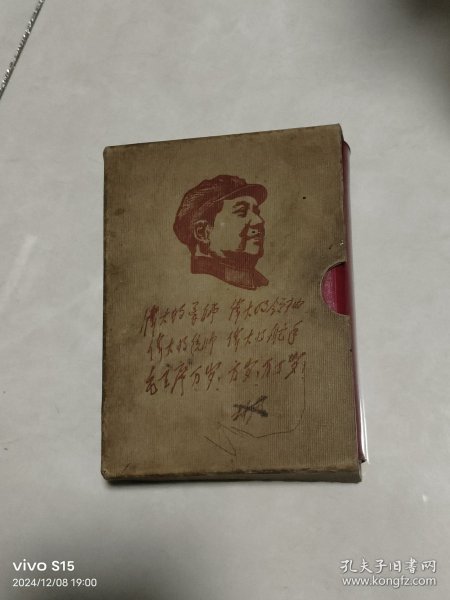 伟大的导师 伟大的领袖
伟大的统帅 伟大的舵手
毛主席万岁!万岁!万万岁!
vivo S15
2024/12/08 19:00
孔夫子旧书网
www.kongfz.com